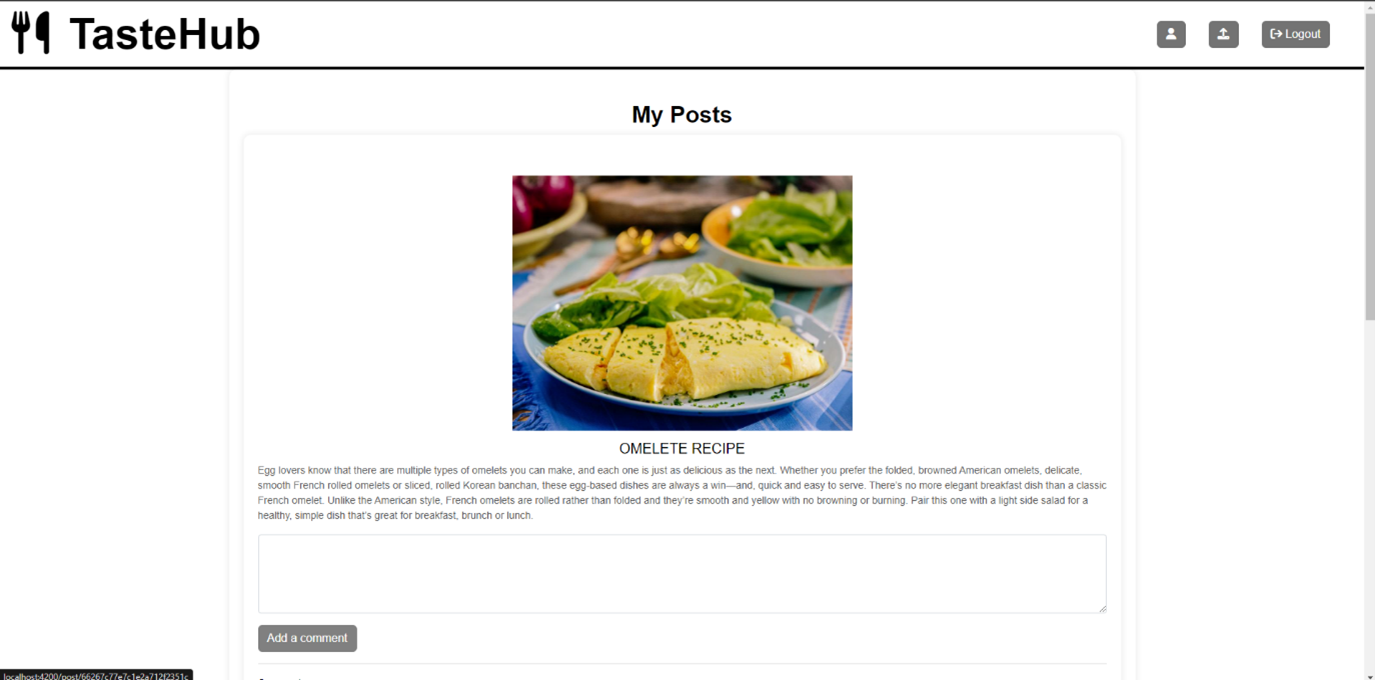 TasteHub
Logout
My Posts
OMELETE RECIPE
Egg lovers know that there are multiple types of omelets you can make, and each one is just as delicious as the next. Whether you prefer the folded, browned American omelets, delicate,
smooth French rolled omelets or sliced, rolled Korean banchan, these egg-based dishes are always a win—and, quick and easy to serve. There’s no more elegant breakfast dish than a classic
French omelet. Unlike the American style, French omelets are rolled rather than folded and they’re smooth and yellow with no browning or burning. Pair this one with a light side salad for a
healthy, simple dish that’s great for breakfast, brunch or lunch.
Add a comment
localhost:4200/post/66267c77e7c1e2a712f2351c